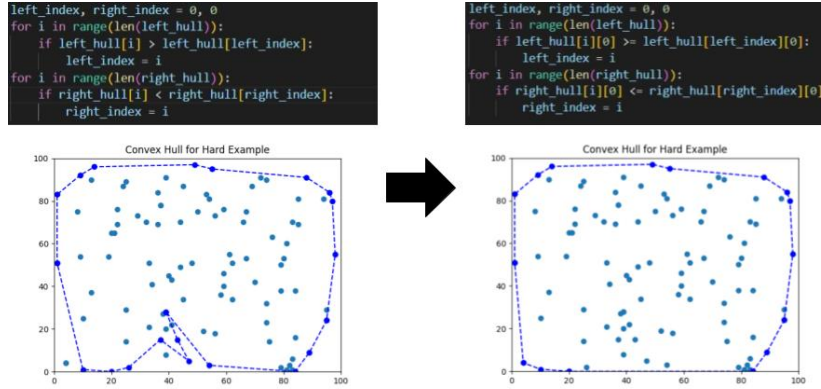 left_index, right_index = 0, 0
for i in range(len(left_hull)):
if left_hull[i] > left_hull[left_index]:
left_index = i
for i in range(len(right_hull)):
if right_hull[i] < right_hull[right_index]:
right_index = i
left_index, right_index = 0, 0
for i in range(len(left_hull)):
if left_hull[i][0] >= left_hull[left_index][0]:
left_index = i
for i in range(len(right_hull)):
if right_hull[i][0] <= right_hull[right_index][0]
right_index = i
Convex Hull for Hard Example
100
80
60
40
20
0
0 20 40 60 80 100
Convex Hull for Hard Example
100
80
60
40
20
0
0 20 40 60 80 100